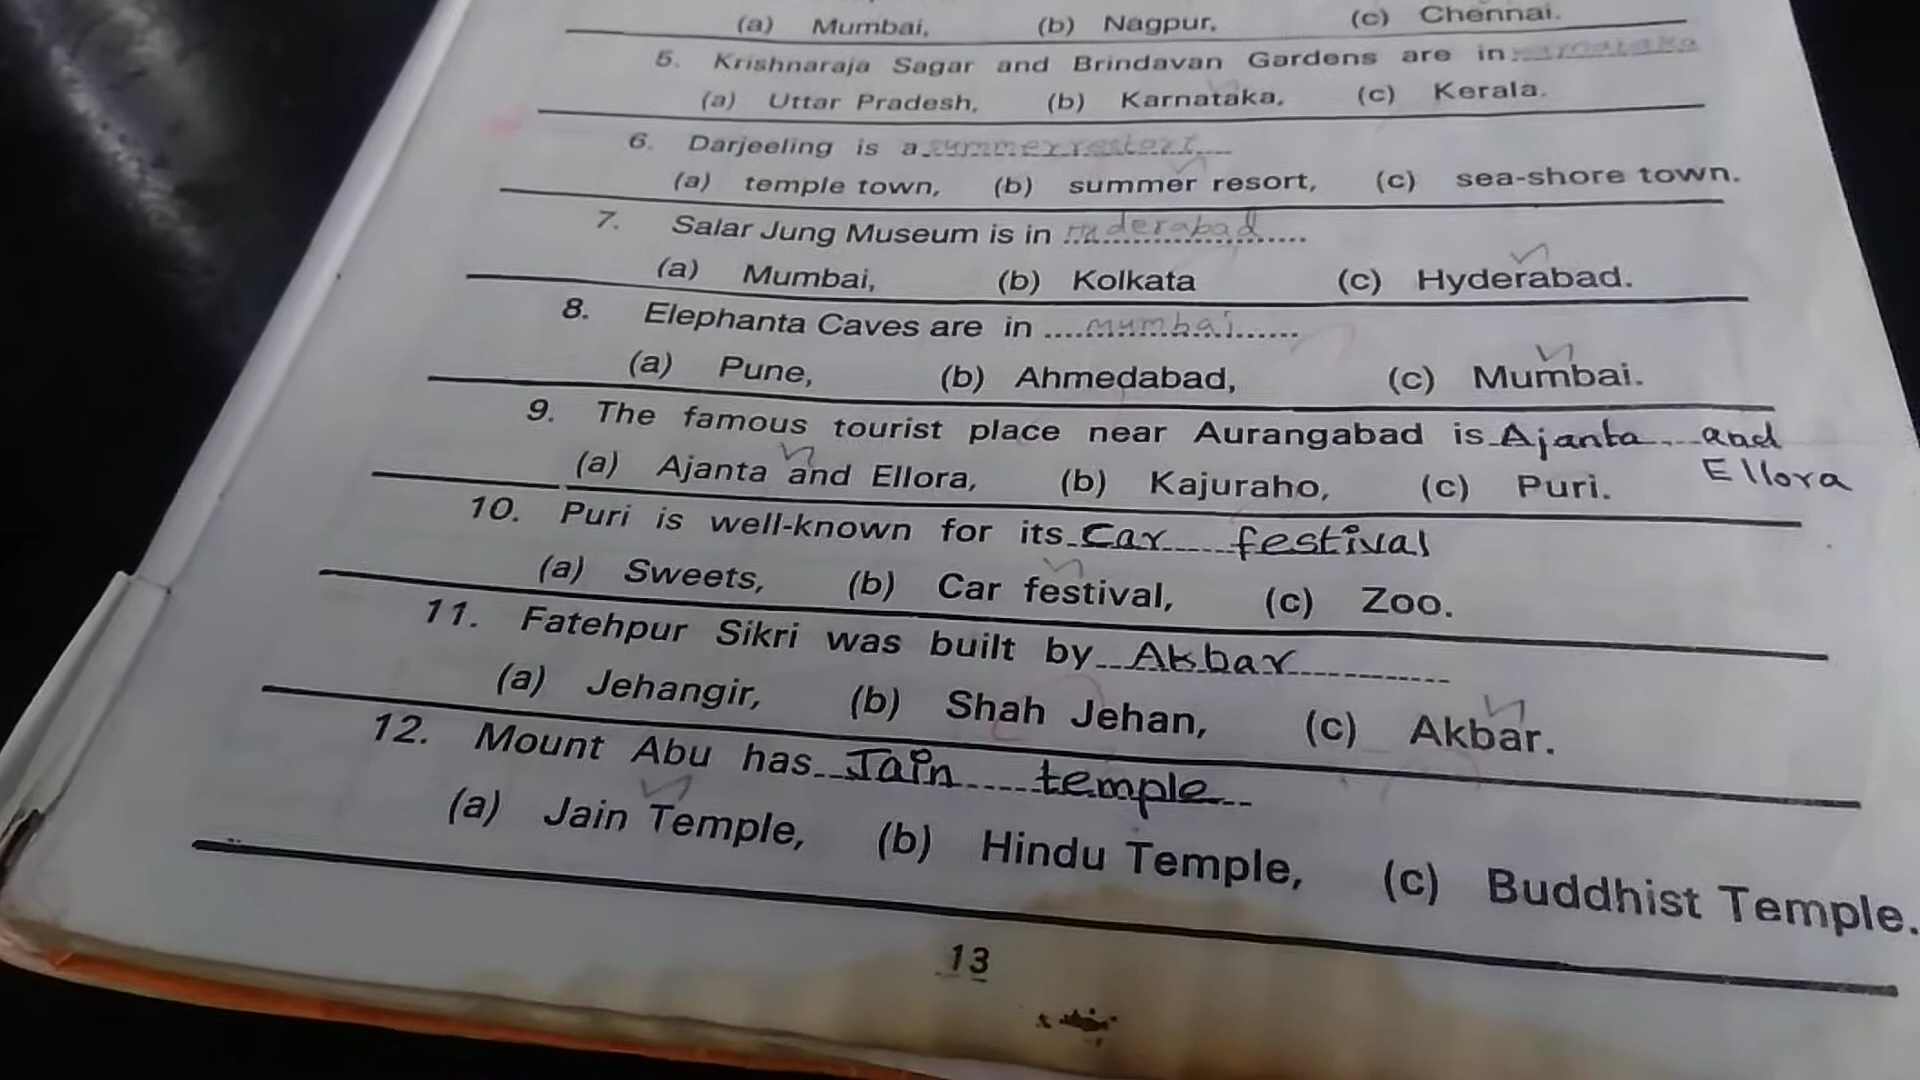 (a) Mumbai, (b) Nagpur, (c) Chennai.
5. Krishnaraja Sagar and Brindavan Gardens are in karnataka
(a) Uttar Pradesh, (b) Karnataka, (c) Kerala.
6. Darjeeling is a summer resort
(a) temple town, (b) summer resort, (c) sea-shore town.
7. Salar Jung Museum is in ....................
(a) Mumbai, (b) Kolkata (c) Hyderabad.
8. Elephanta Caves are in ....mumbai......
(a) Pune, (b) Ahmedabad, (c) Mumbai.
9. The famous tourist place near Aurangabad is Ajanta and
Ellora
(a) Ajanta and Ellora, (b) Kajuraho, (c) Puri.
10. Puri is well-known for its Car festival
(a) Sweets, (b) Car festival, (c) Zoo.
11. Fatehpur Sikri was built by Akbar
(a) Jehangir, (b) Shah Jehan, (c) Akbar.
12. Mount Abu has Jain temple
(a) Jain Temple, (b) Hindu Temple, (c) Buddhist Temple.
13